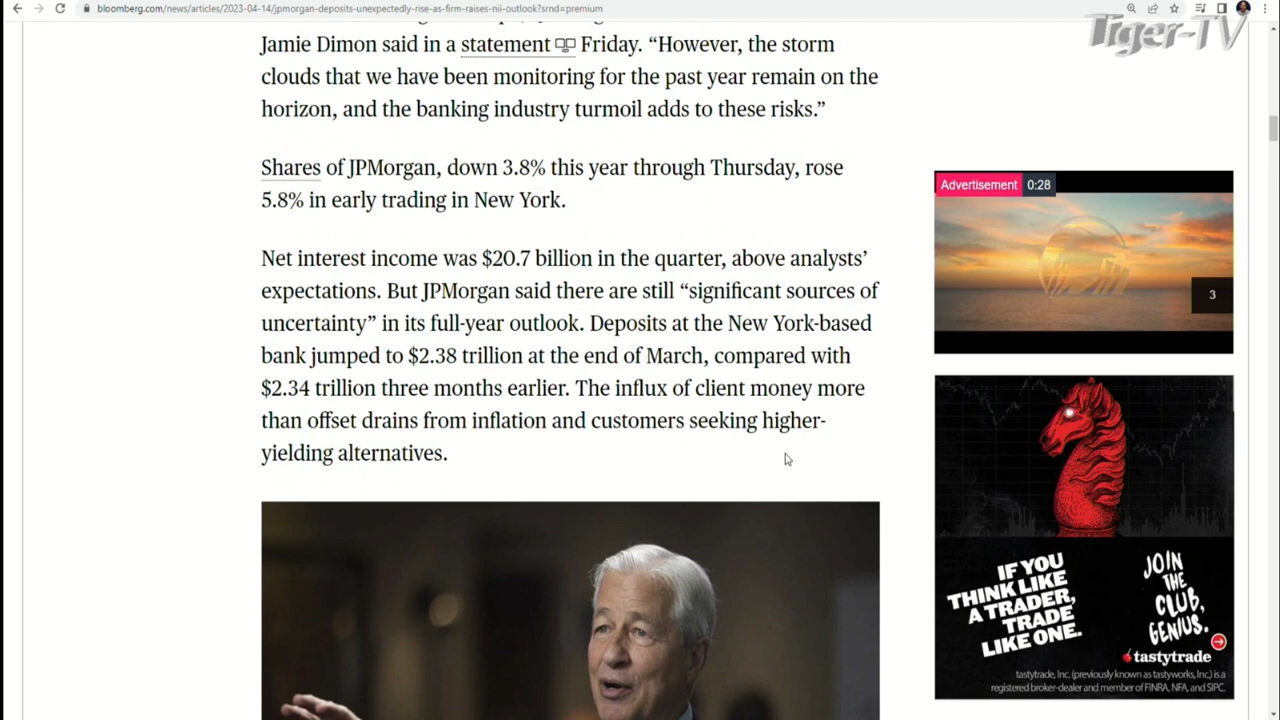 bloomberg.com/news/articles/2023-04-14/jpmorgan-deposits-unexpectedly-rise-as-firm-raises-nii-outlook?srnd=premium
Tiger-TV
Jamie Dimon said in a statement Friday. “However, the storm
clouds that we have been monitoring for the past year remain on the
horizon, and the banking industry turmoil adds to these risks.”
Shares of JPMorgan, down 3.8% this year through Thursday, rose
5.8% in early trading in New York.
Net interest income was $20.7 billion in the quarter, above analysts’
expectations. But JPMorgan said there are still “significant sources of
uncertainty” in its full-year outlook. Deposits at the New York-based
bank jumped to $2.38 trillion at the end of March, compared with
$2.34 trillion three months earlier. The influx of client money more
than offset drains from inflation and customers seeking higher-
yielding alternatives.
Advertisement 0:28
3
IF YOU
THINK LIKE
A TRADER,
TRADE
LIKE ONE.
JOIN
THE
CLUB,
GENIUS.
tastytrade
tastytrade, Inc. (previously known as tastyworks, Inc.) is a
registered broker-dealer and member of FINRA, NFA, and SIPC.